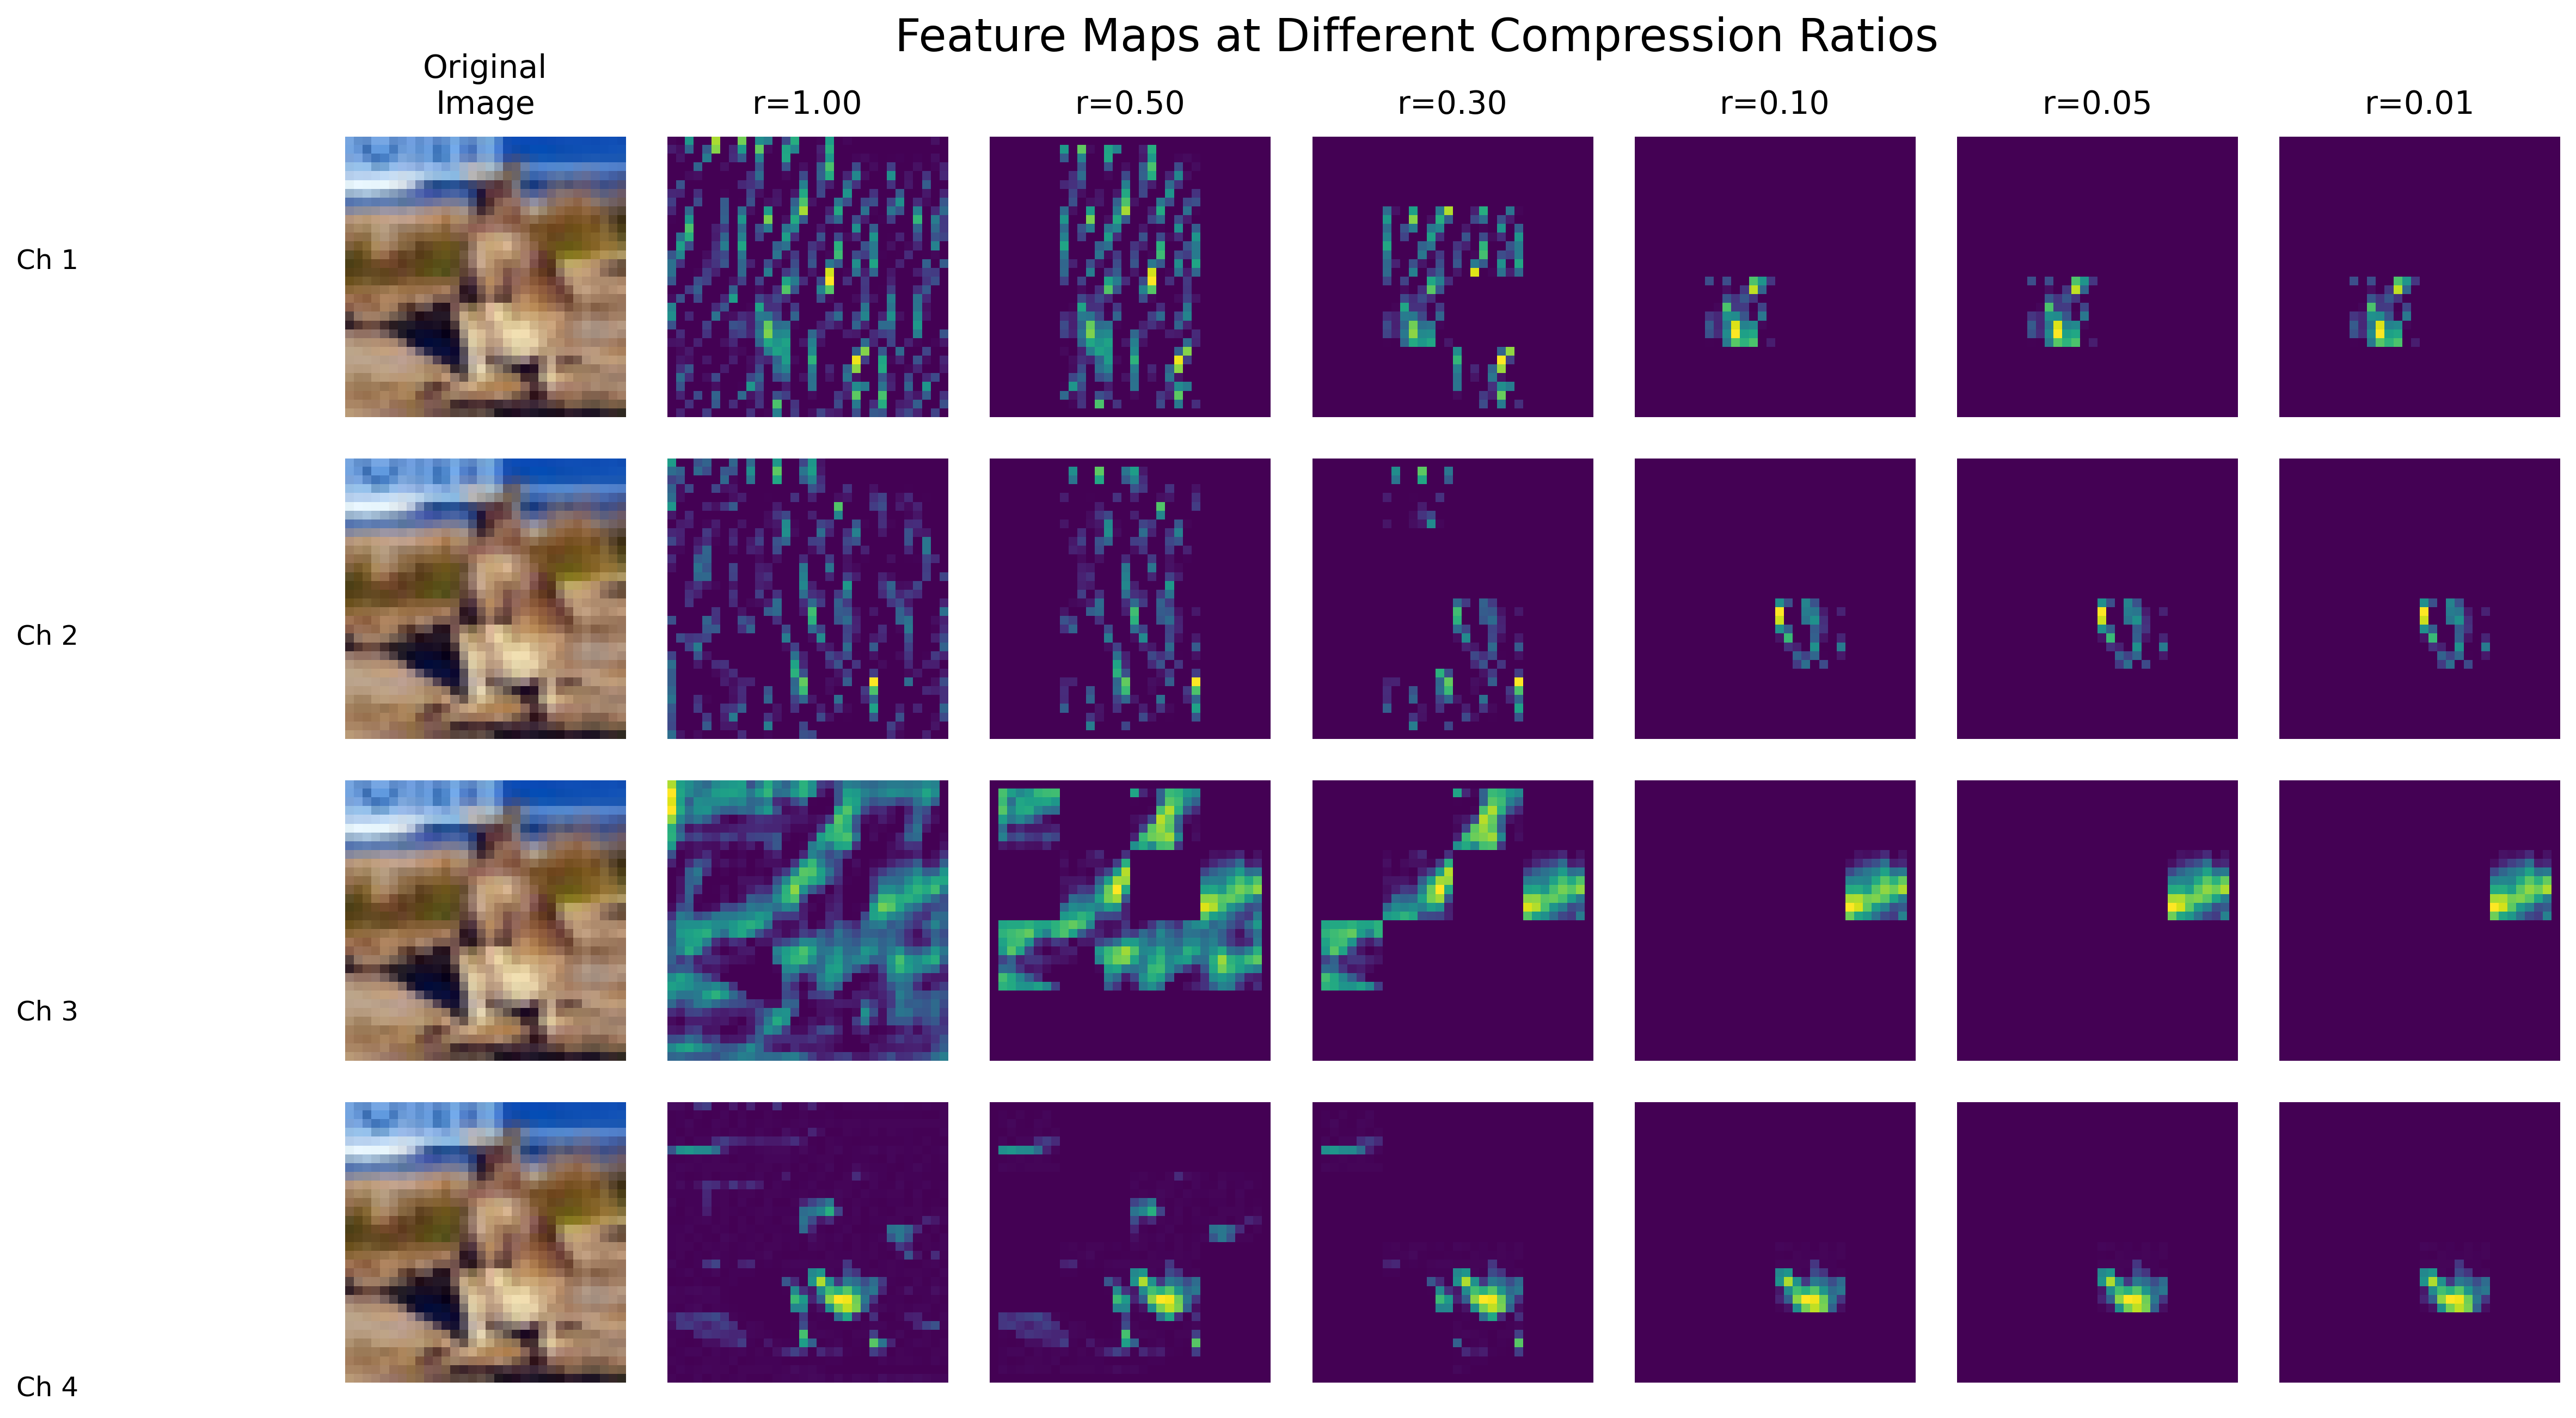 Feature Maps at Different Compression Ratios
Original
Image
r=1.00
r=0.50
r=0.30
r=0.10
r=0.05
r=0.01
Ch 1
Ch 2
Ch 3
Ch 4